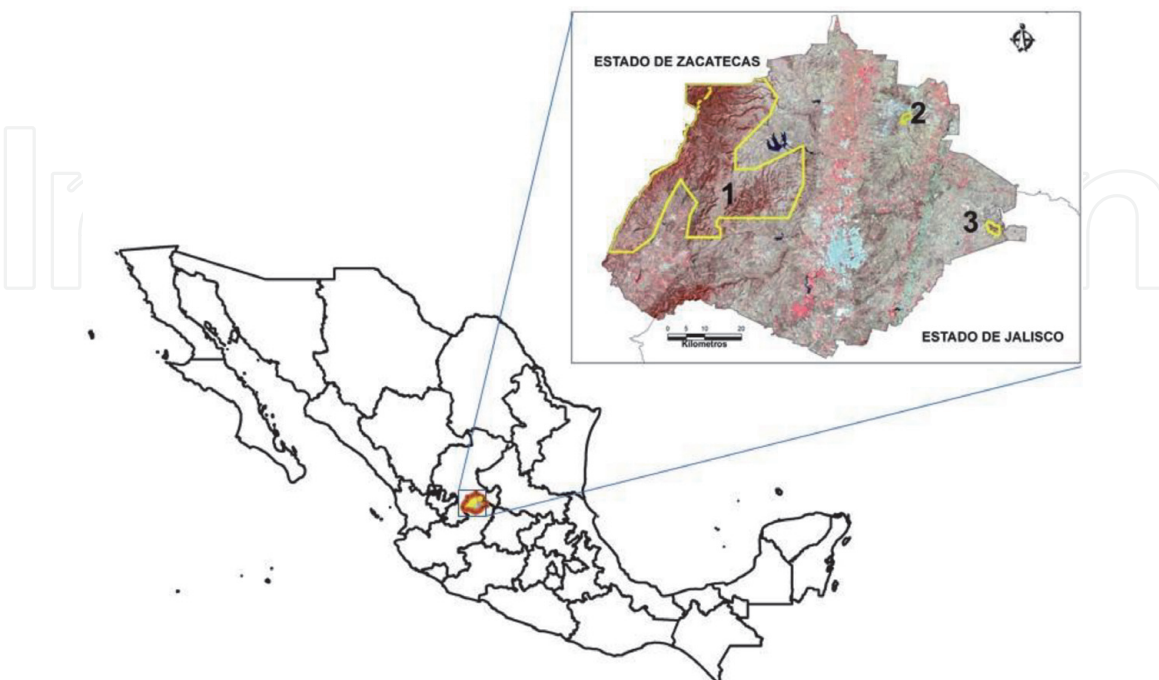 ESTADO DE ZACATECAS
2
1
3
0 5 10 20
Kilometros
ESTADO DE JALISCO